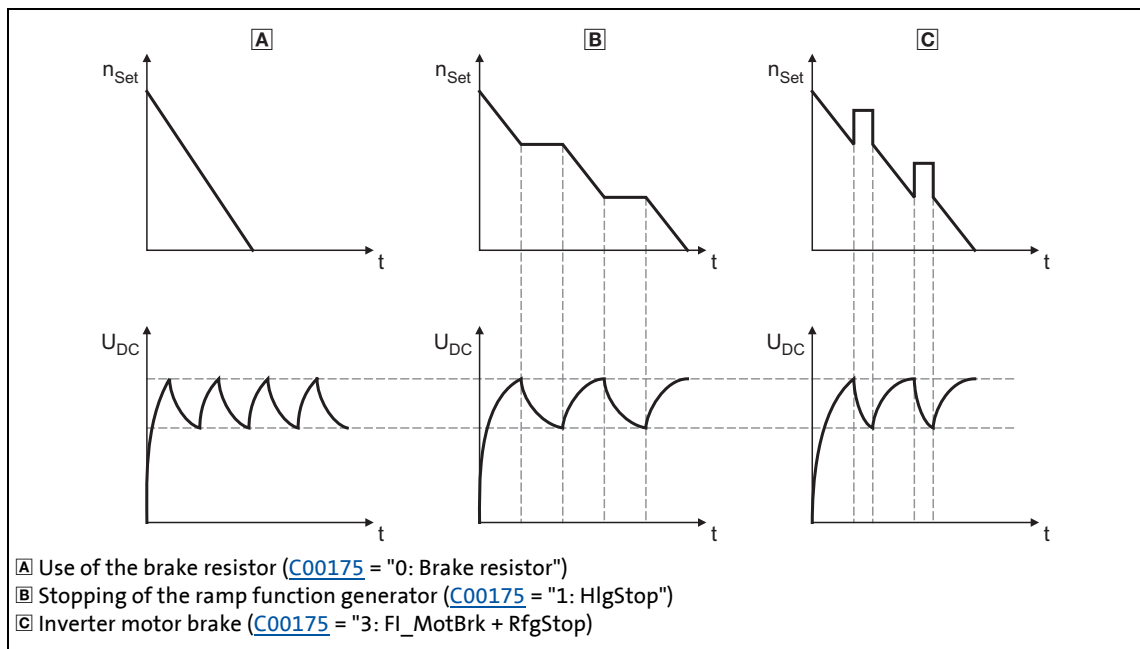 A B C
nSet nSet nSet
t t t
UDC UDC UDC
t t t
A Use of the brake resistor (C00175 = "0: Brake resistor")
B Stopping of the ramp function generator (C00175 = "1: HlgStop")
C Inverter motor brake (C00175 = "3: FI_MotBrk + RfgStop)